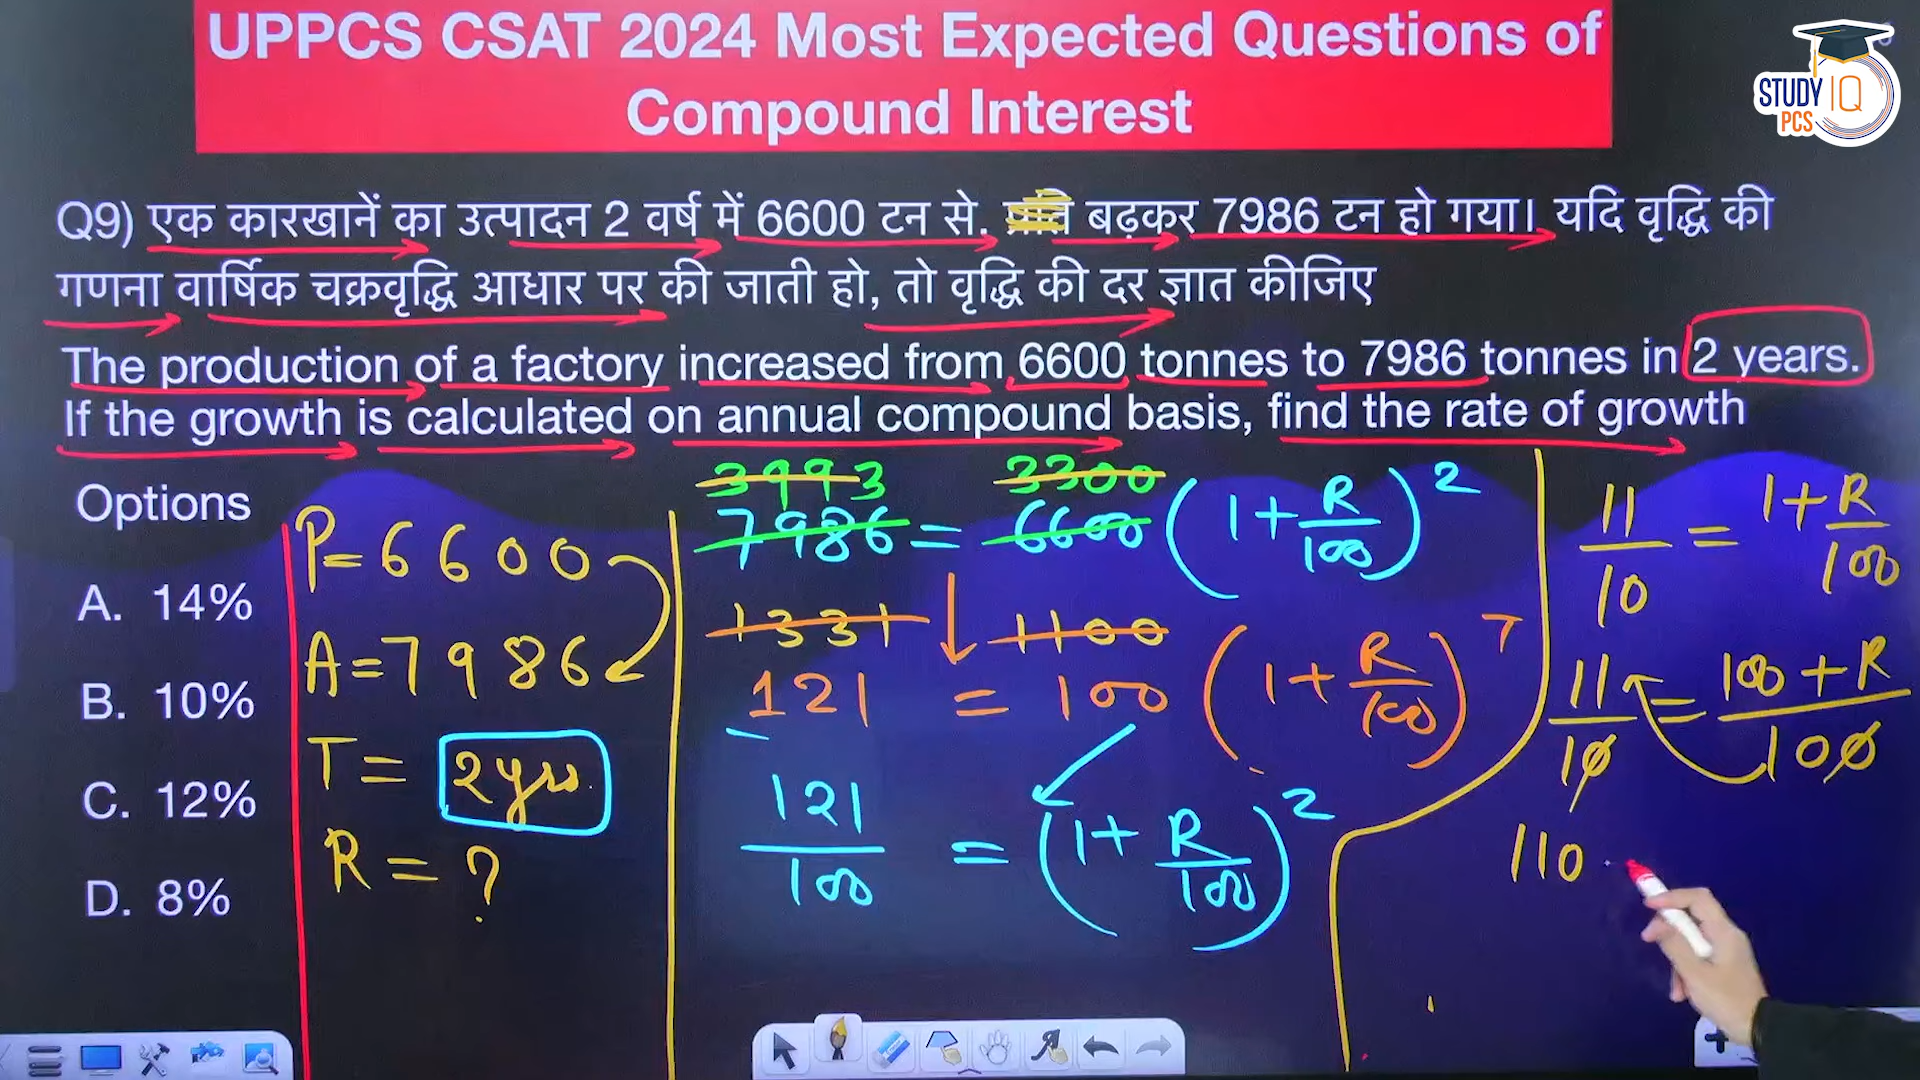 UPPCS CSAT 2024 Most Expected Questions of
Compound Interest
STUDY IQ
PCS
Q9) एक कारखानें का उत्पादन 2 वर्ष में 6600 टन से. बढ़कर 7986 टन हो गया। यदि वृद्धि की
गणना वार्षिक चक्रवृद्धि आधार पर की जाती हो, तो वृद्धि की दर ज्ञात कीजिए
The production of a factory increased from 6600 tonnes to 7986 tonnes in 2 years.
If the growth is calculated on annual compound basis, find the rate of growth
Options
A. 14%
B. 10%
C. 12%
D. 8%
P=6600
A=7986
T= 2yrs.
R=?
3993 3300
7986 = 6600 (1+R/100)2
1331 1100
121 = 100 (1+R/100)T
121/100 = (1+R/100)2
11/10 = 1+R/100
11/10 = 100+R/100
110